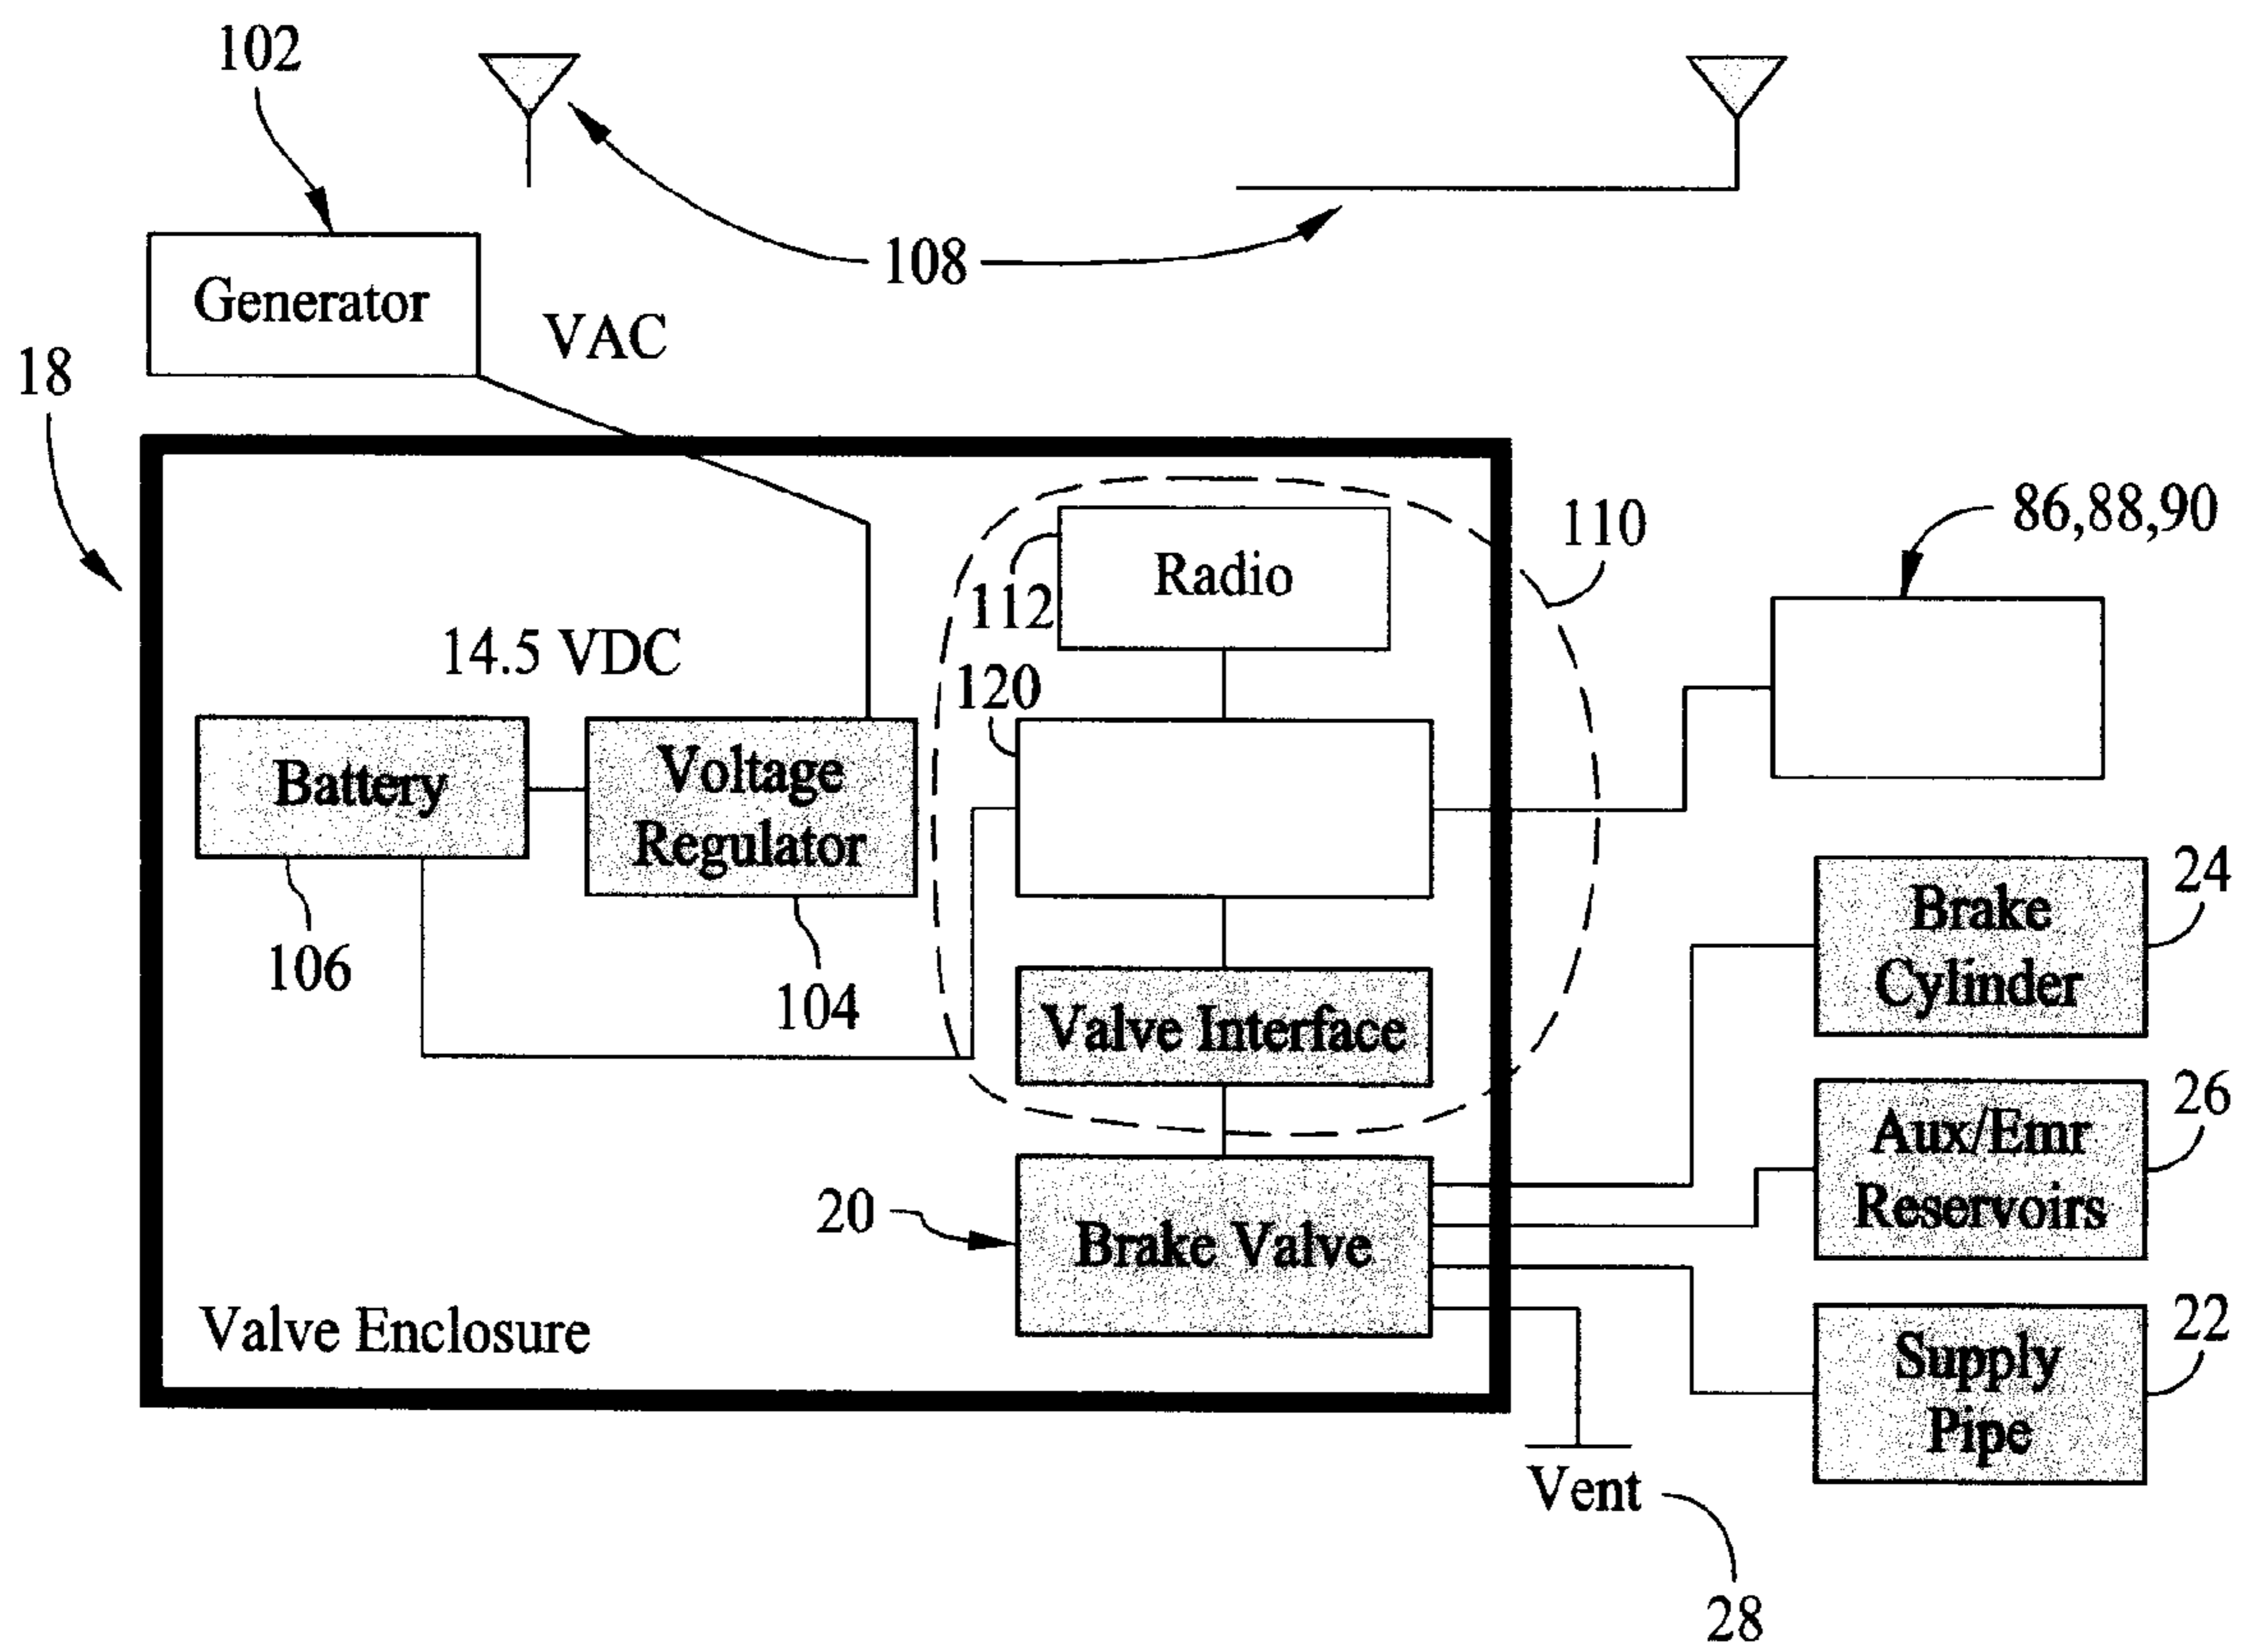 102
108
Generator
VAC
18
86,88,90
110
Radio
112
14.5 VDC
120
Battery
Voltage
Regulator
24
Brake
Cylinder
106
104
Valve Interface
26
Aux/Emr
Reservoirs
20
Brake Valve
22
Supply
Pipe
Valve Enclosure
Vent
28